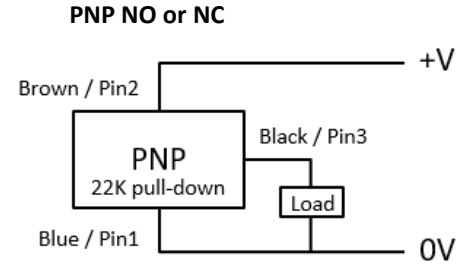 PNP NO or NC
+V
Brown / Pin2
Black / Pin3
PNP
22K pull-down
Load
Blue / Pin1
0V